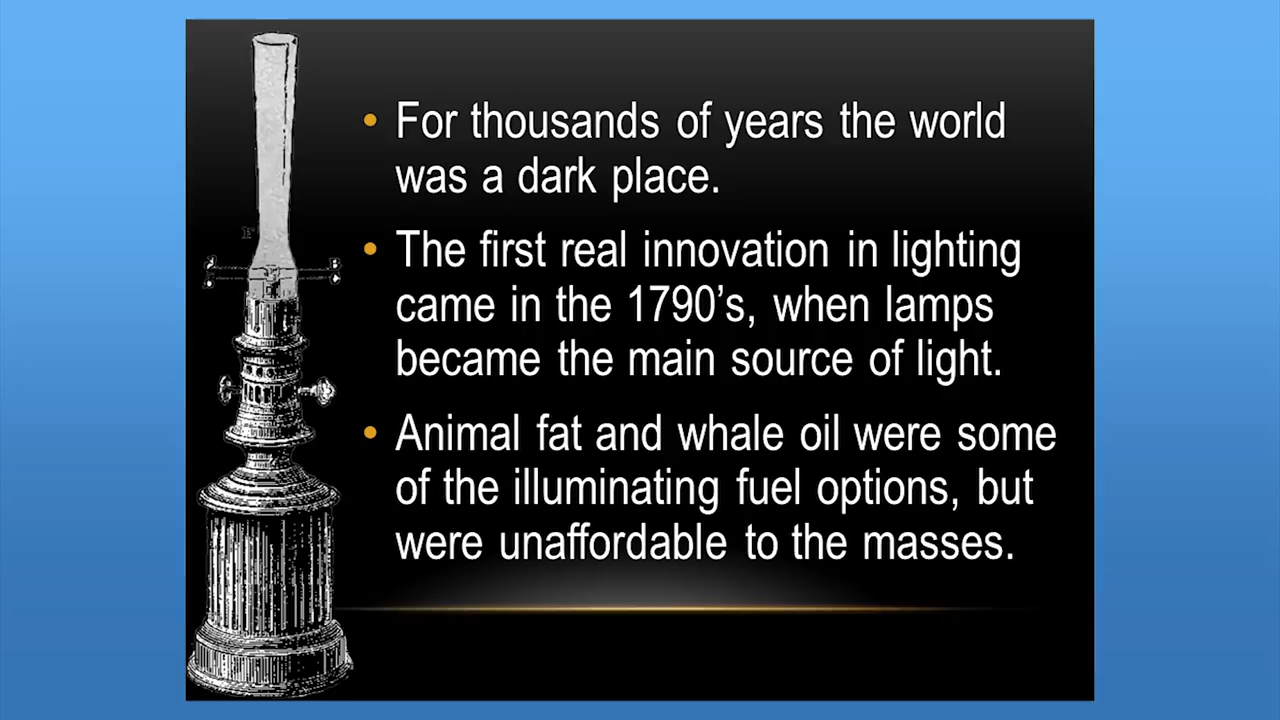 • For thousands of years the world
was a dark place.
• The first real innovation in lighting
came in the 1790’s, when lamps
became the main source of light.
• Animal fat and whale oil were some
of the illuminating fuel options, but
were unaffordable to the masses.